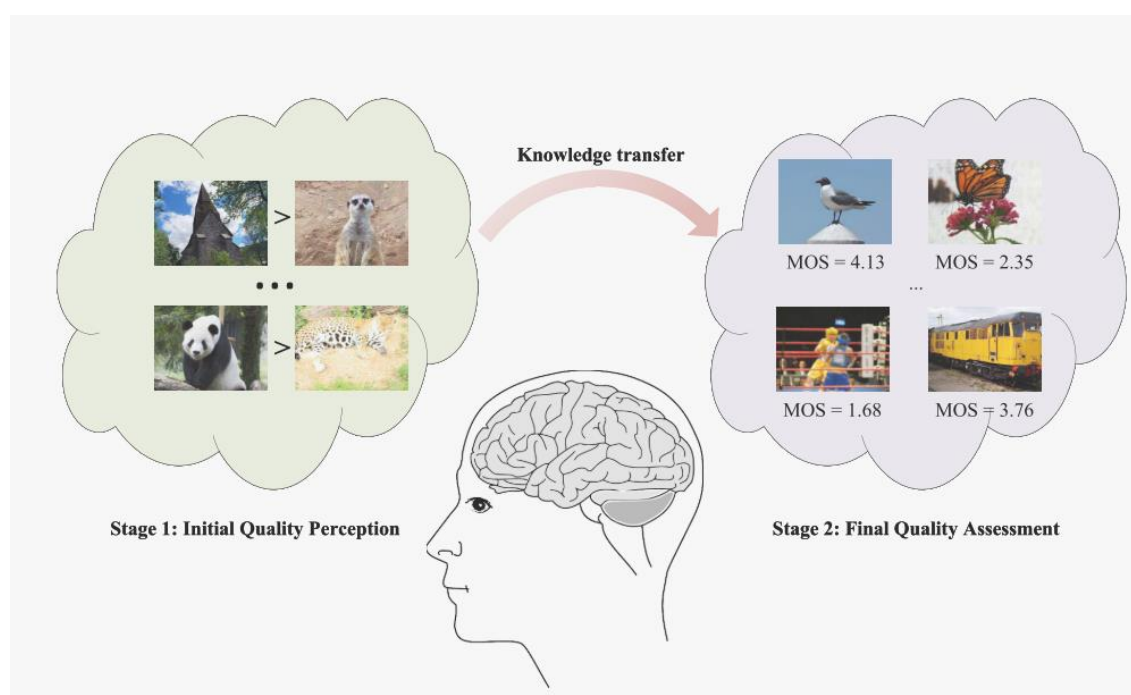 Knowledge transfer
>
...
>
Stage 1: Initial Quality Perception
MOS = 4.13
MOS = 2.35
...
MOS = 1.68
MOS = 3.76
Stage 2: Final Quality Assessment